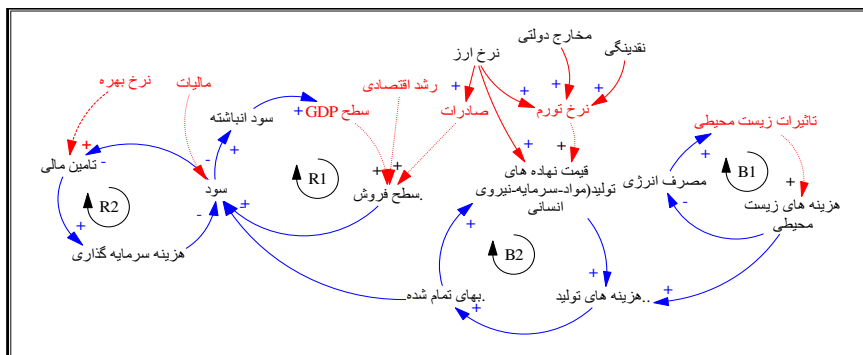 مخارج دولتی
نرخ ارز
نقدینگی
نرخ بهره
مالیات
رشد اقتصادی
سطح GDP
صادرات
نرخ تورم
سود انباشته
تاثیرات زیست محیطی
تامین مالی
R1
قیمت نهاده های
تولید(مواد-سرمایه-نیروی
انسانی
مصرف انرژی
B1
سود
سطح فروش.
R2
هزینه های زیست
محیطی
هزینه سرمایه گذاری
B2
بهای تمام شده.
هزینه های تولید..